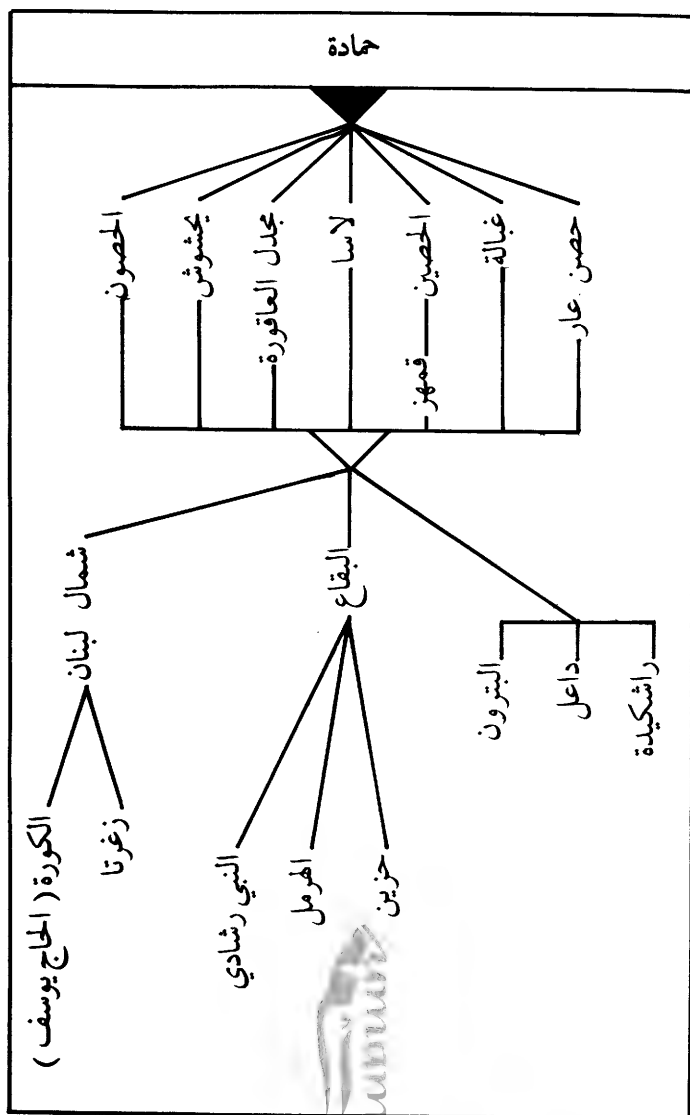 حمادة
حصن عار
غبالة
الحصين
قمهز
لاسا
مجدل العاقورة
يحشوش
الحصون
راشكيدة
داعل
البترون
البقاع
شمال لبنان
حزين
الهرمل
النبي رشادي
زغرتا
الكورة (الحاج يوسف)